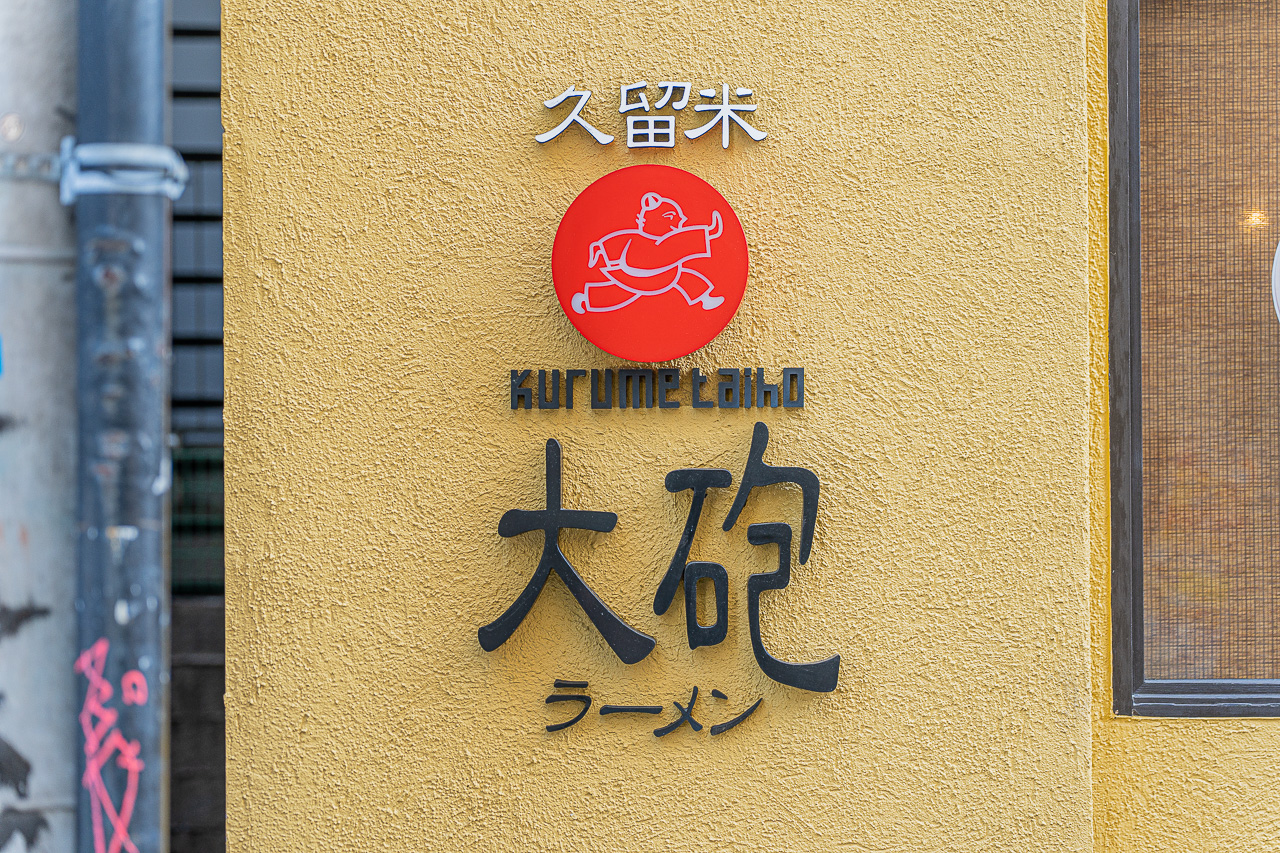 久留米
kurume taiho
大砲
ラーメン